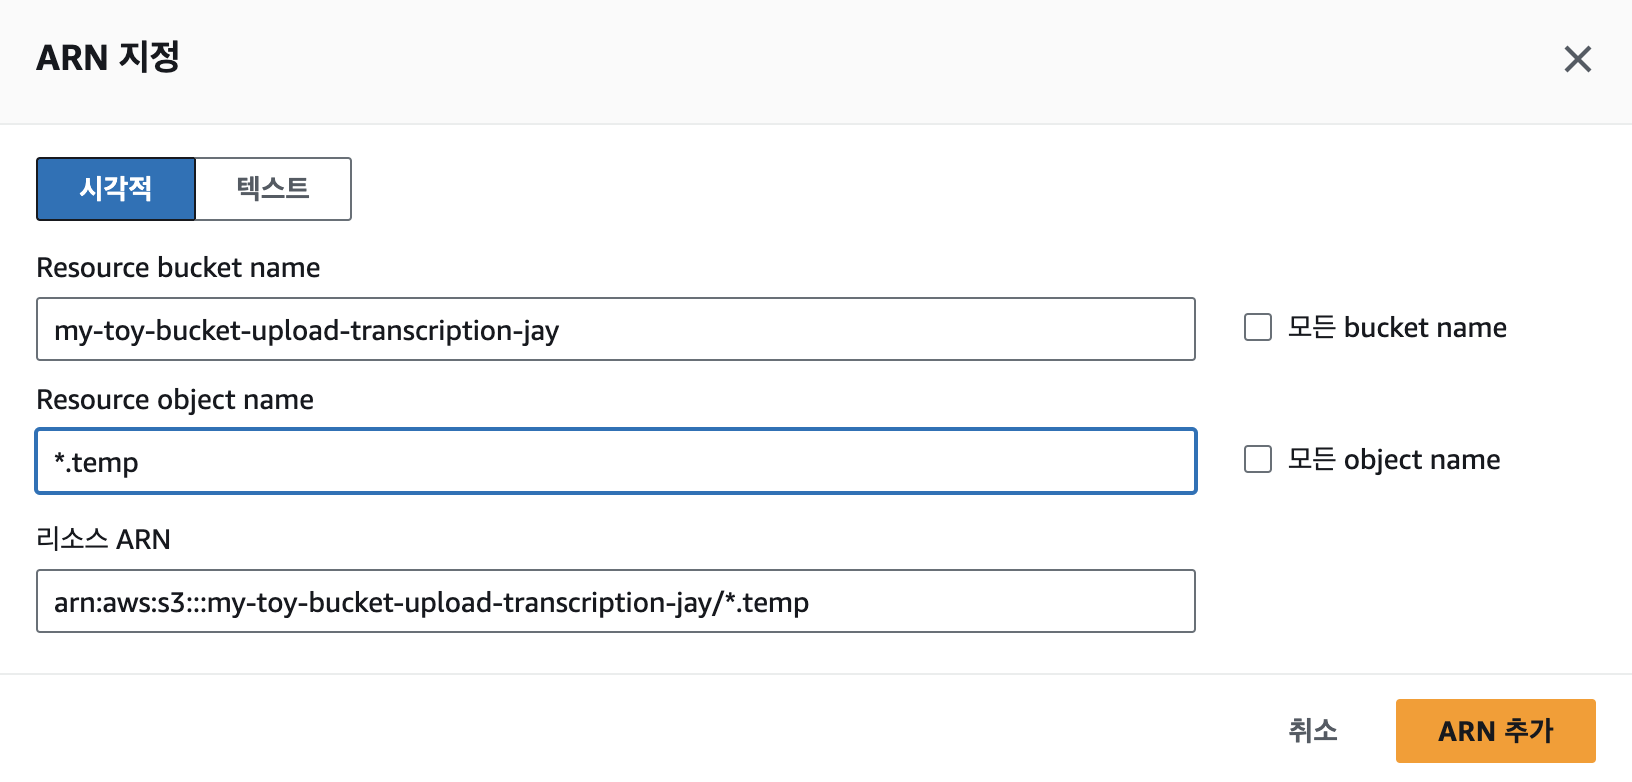 ARN 지정
시각적 텍스트
Resource bucket name
my-toy-bucket-upload-transcription-jay
모든 bucket name
Resource object name
*.temp
모든 object name
리소스 ARN
arn:aws:s3:::my-toy-bucket-upload-transcription-jay/*.temp
취소 ARN 추가